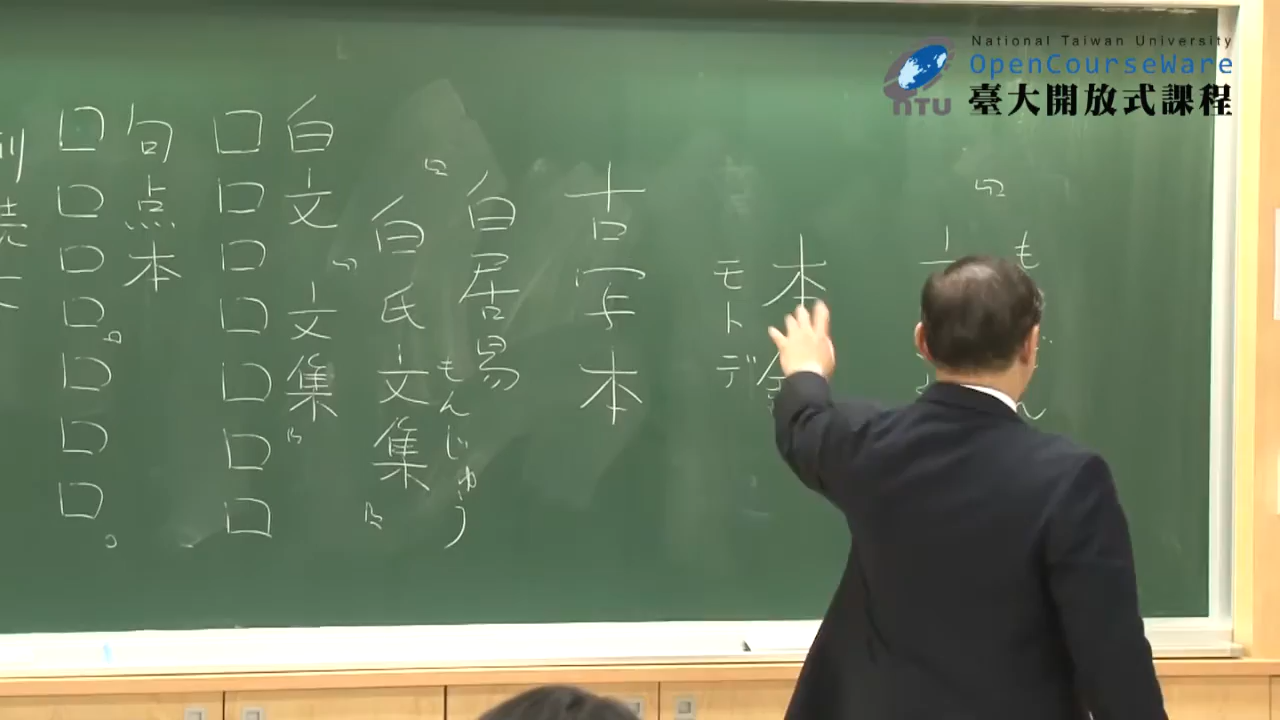 National Taiwan University
OpenCourseWare
臺大開放式課程
NTU
も
ん
本
モトデ
古写本
白居易
『白氏文集』
もんじゅう
白文
『文集』
□□□□□□□
句点本
□□□□。□□□。